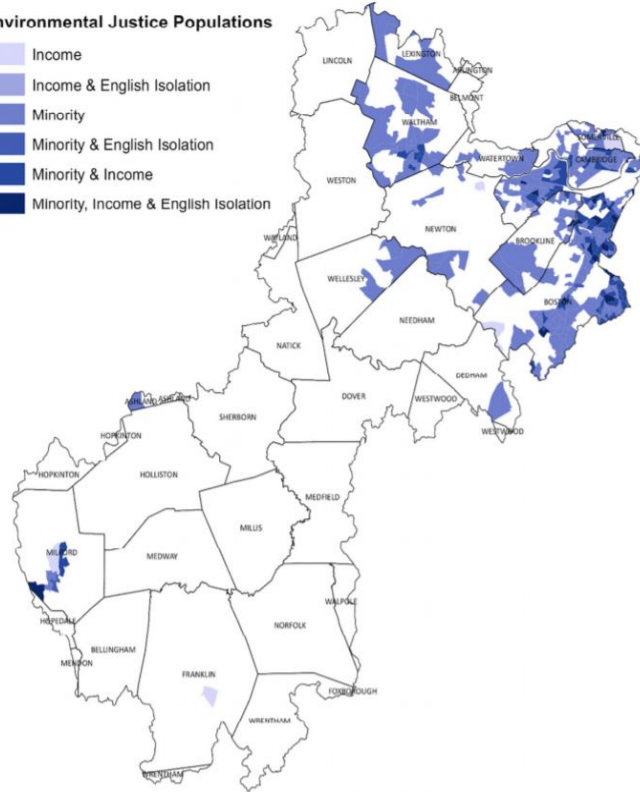 nvironmental Justice Populations
Income
Income & English Isolation
Minority
Minority & English Isolation
Minority & Income
Minority, Income & English Isolation
LINCOLN
LEXINGTON
ARLINGTON
BELMONT
WALTHAM
SOMERVILLE
WATERTOWN
CAMBRIDGE
WESTON
NEWTON
WAYLAND
BROOKLINE
WELLESLEY
BOSTON
NEEDHAM
NATICK
DEDHAM
DOVER
WESTWOOD
ASHLAND ASHLAND
SHERBORN
HOPKINTON
WESTWOOD
HOPKINTON
HOLLISTON
MEDFIELD
MILLIS
MILFORD
MEDWAY
WALPOLE
HOPEDALE
NORFOLK
BELLINGHAM
MENDON
FRANKLIN
FOXBOROUGH
WRENTHAM
WRENTHAM